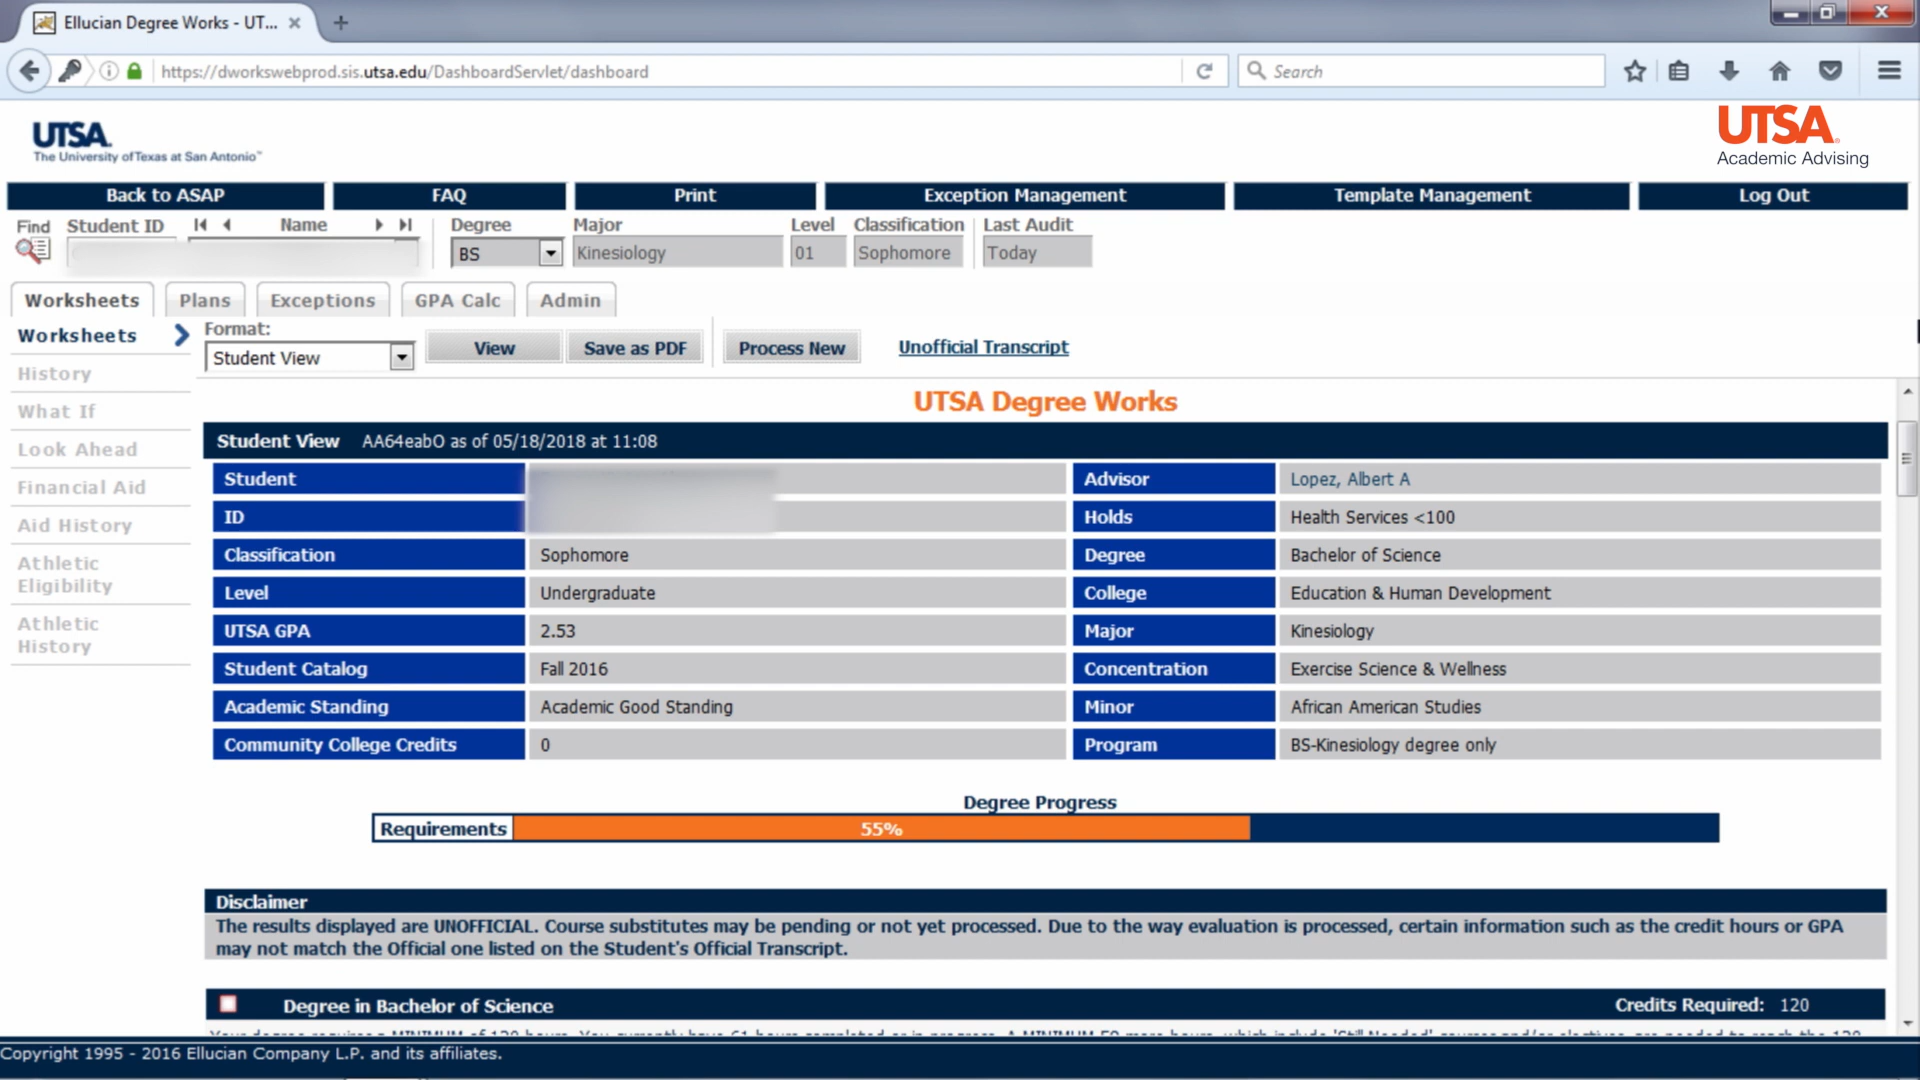 Ellucian Degree Works - UT...
https://dworkswebprod.sis.utsa.edu/DashboardServlet/dashboard
Search
UTSA
The University of Texas at San Antonio™
UTSA
Academic Advising
Back to ASAP FAQ Print Exception Management Template Management Log Out
Find Student ID Name Degree Major Level Classification Last Audit
BS Kinesiology 01 Sophomore Today
Worksheets Plans Exceptions GPA Calc Admin
Worksheets
History
What If
Look Ahead
Financial Aid
Aid History
Athletic
Eligibility
Athletic
History
Format:
Student View View Save as PDF Process New Unofficial Transcript
UTSA Degree Works
Student View AA64eabO as of 05/18/2018 at 11:08
Student Advisor Lopez, Albert A
ID Holds Health Services <100
Classification Sophomore Degree Bachelor of Science
Level Undergraduate College Education & Human Development
UTSA GPA 2.53 Major Kinesiology
Student Catalog Fall 2016 Concentration Exercise Science & Wellness
Academic Standing Academic Good Standing Minor African American Studies
Community College Credits 0 Program BS-Kinesiology degree only
Degree Progress
Requirements 55%
Disclaimer
The results displayed are UNOFFICIAL. Course substitutes may be pending or not yet processed. Due to the way evaluation is processed, certain information such as the credit hours or GPA
may not match the Official one listed on the Student's Official Transcript.
Degree in Bachelor of Science Credits Required: 120
Copyright 1995 - 2016 Ellucian Company L.P. and its affiliates.